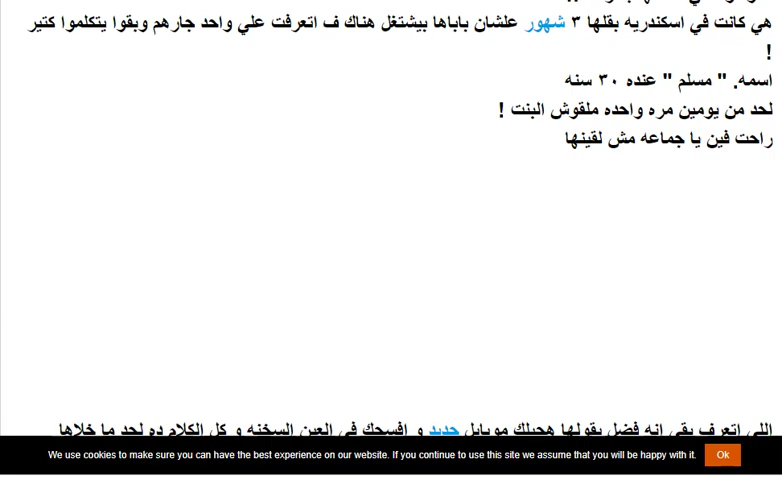 هي كانت في اسكندريه بقلها ٣ شهور علشان باباها بيشتغل هناك ف اتعرفت علي واحد جارهم وبقوا يتكلموا كتير
!
اسمه. " مسلم " عنده ٣٠ سنه
لحد من يومين مره واحده ملقوش البنت !
راحت فين يا جماعه مش لقينها
اللي اتعرف بقي انه فضل يقولها هجبلك موبايل جديد و افسحك في العين السخنه و كل الكلام ده لحد ما خلاها
We use cookies to make sure you can have the best experience on our website. If you continue to use this site we assume that you will be happy with it. Ok